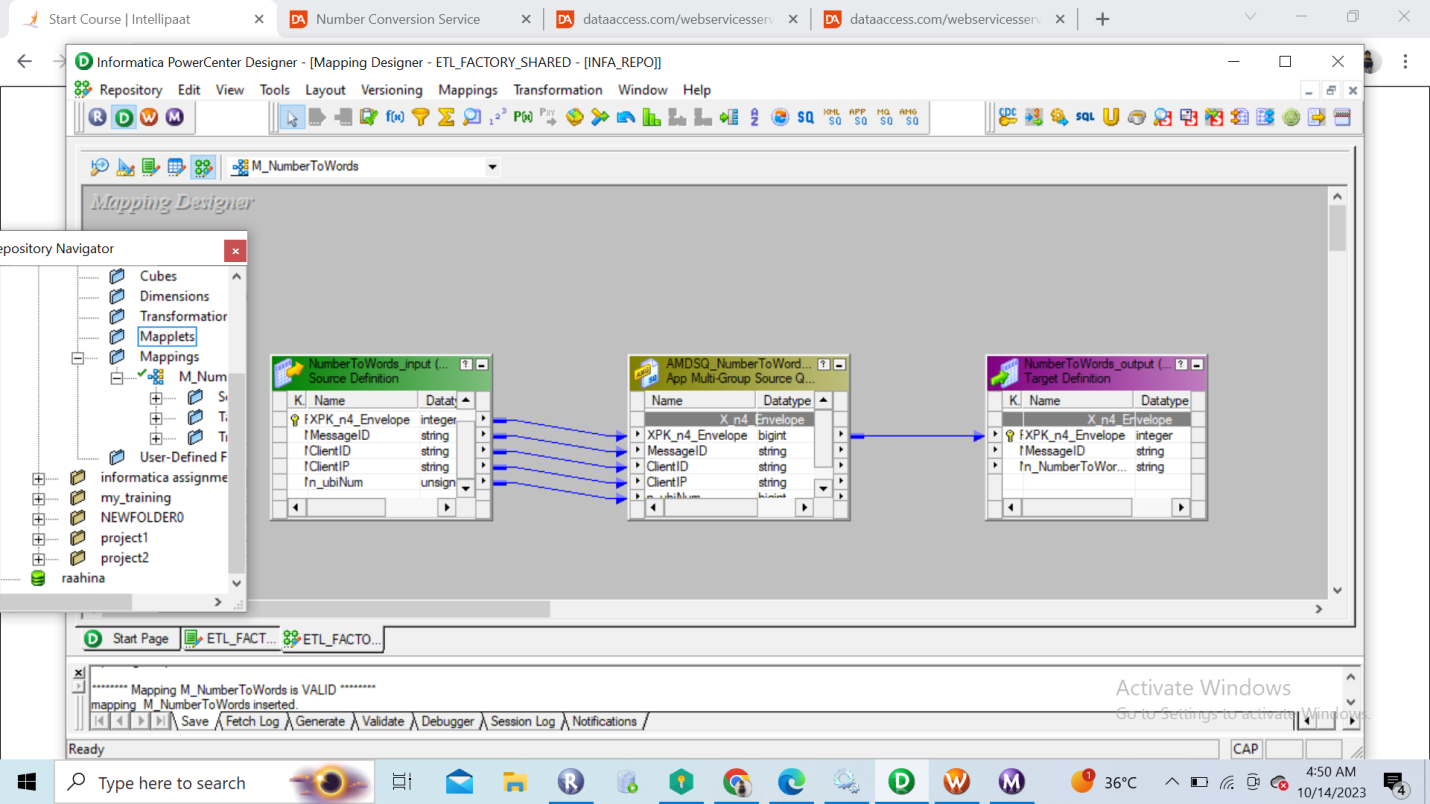 Start Course | Intellipaat
Number Conversion Service
dataaccess.com/webservicesserv
dataaccess.com/webservicesserv
Informatica PowerCenter Designer - [Mapping Designer - ETL_FACTORY_SHARED - [INFA_REPO]]
Repository Edit View Tools Layout Versioning Mappings Transformation Window Help
M_NumberToWords
Mapping Designer
epository Navigator
Cubes
Dimensions
Transformation
Mapplets
Mappings
M_Num
User-Defined F
informatica assignme
my_training
NEWFOLDER0
project1
project2
raahina
NumberToWords_input (...
Source Definition
K. Name Datat
XPK_n4_Envelope integer
MessageID string
ClientID string
ClientIP string
n_ubiNum unsign
AMDSQ_NumberToWord...
App Multi-Group Source Q...
Name Datatype
X_n4_Envelope
XPK_n4_Envelope bigint
MessageID string
ClientID string
ClientIP string
n_ubiNum bigint
NumberToWords_output (...
Target Definition
K. Name Datatype
X_n4_Envelope
XPK_n4_Envelope integer
MessageID string
n_NumberToWor... string
Start Page ETL_FACT... ETL_FACTO...
******** Mapping M_NumberToWords is VALID ********
mapping M_NumberToWords inserted.
Save Fetch Log Generate Validate Debugger Session Log Notifications
Activate Windows
Go to Settings to activate Windows.
Ready
CAP
Type here to search
1
36°C
4:50 AM
10/14/2023
4